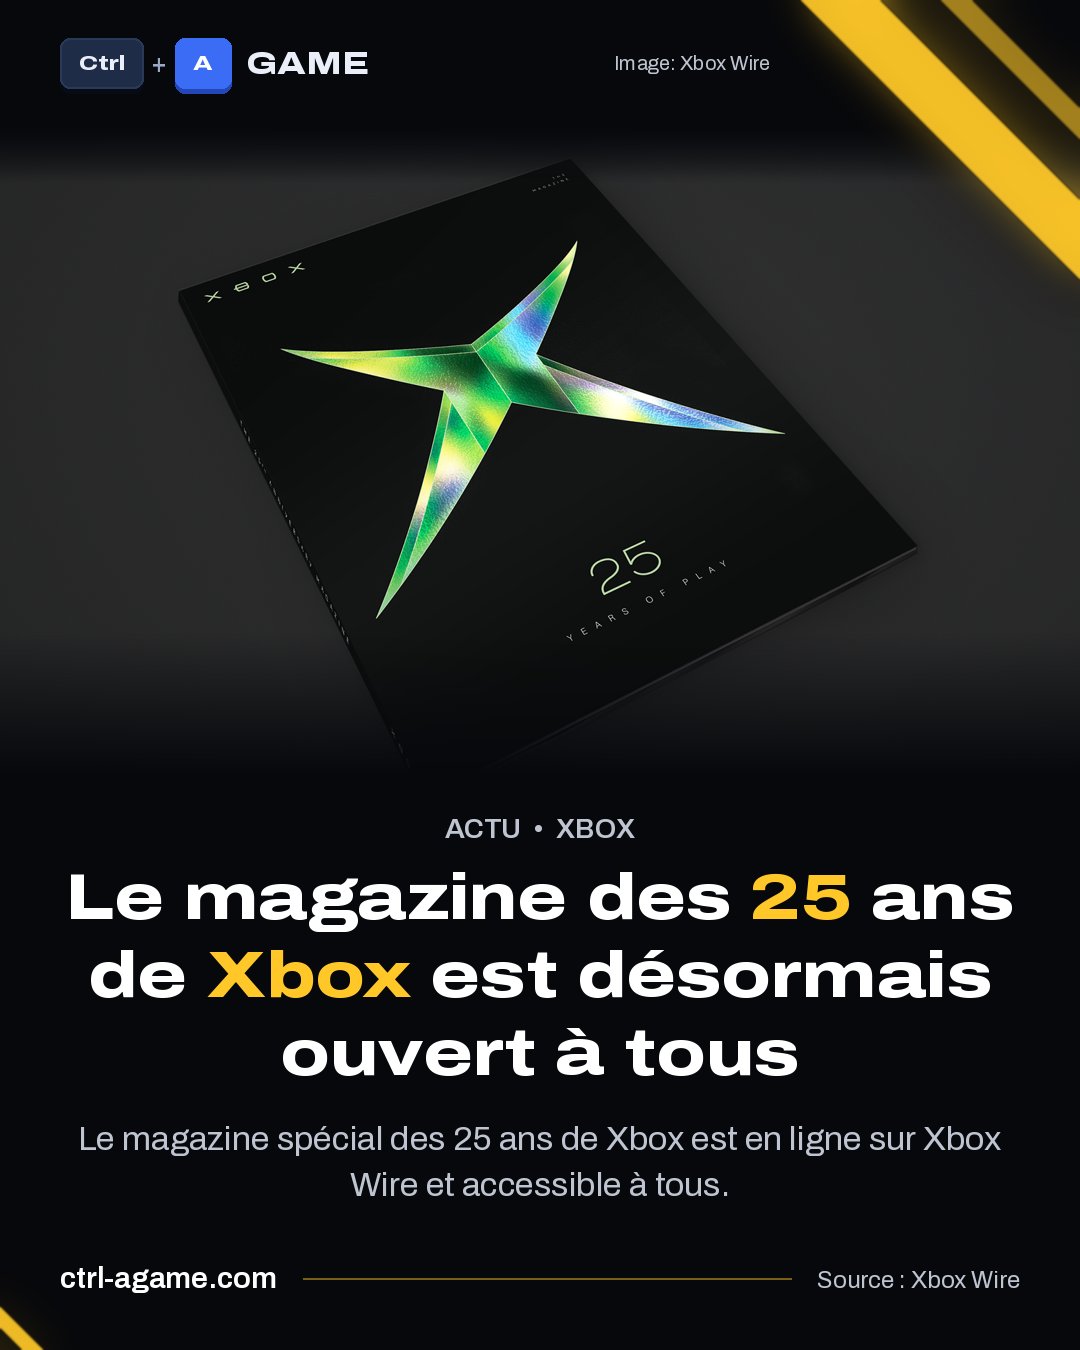 Ctrl + A GAME
Image: Xbox Wire
THE
MAGAZINE
XBOX
25
YEARS OF PLAY
ACTU • XBOX
Le magazine des 25 ans
de Xbox est désormais
ouvert à tous
Le magazine spécial des 25 ans de Xbox est en ligne sur Xbox
Wire et accessible à tous.
ctrl-agame.com
Source : Xbox Wire